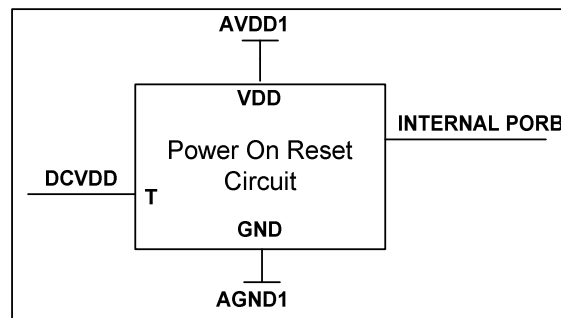 AVDD1
VDD
INTERNAL PORB
Power On Reset
Circuit
DCVDD
T
GND
AGND1